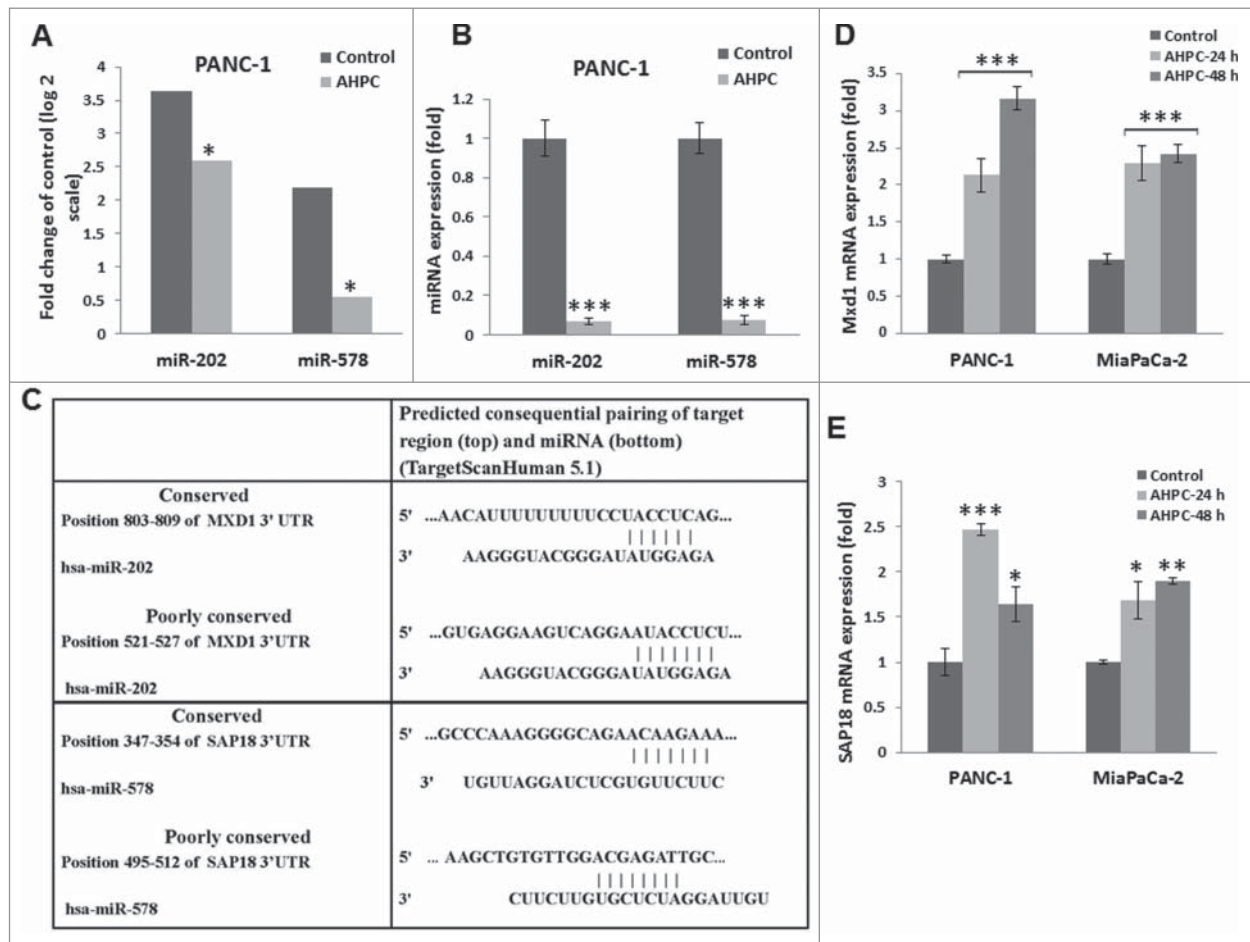 A
PANC-1
Control
AHPC
Fold change of control (log 2 scale)
4
3.5
3
2.5
2
1.5
1
0.5
0
*
*
miR-202
miR-578
B
PANC-1
Control
AHPC
miRNA expression (fold)
1.2
1
0.8
0.6
0.4
0.2
0
***
***
miR-202
miR-578
D
Control
AHPC-24 h
AHPC-48 h
Mxd1 mRNA expression (fold)
3.5
3
2.5
2
1.5
1
0.5
0
***
***
PANC-1
MiaPaCa-2
C
Predicted consequential pairing of target
region (top) and miRNA (bottom)
(TargetScanHuman 5.1)
Conserved
Position 803-809 of MXD1 3' UTR
5' ...AACAUUUUUUUUUCCUACCUCAG...
hsa-miR-202
3' AAGGGUACGGGAUAUGGAGA
Poorly conserved
Position 521-527 of MXD1 3'UTR
5' ...GUGAGGAAGUCAGGAAUACCUCU...
hsa-miR-202
3' AAGGGUACGGGAUAUGGAGA
Conserved
Position 347-354 of SAP18 3'UTR
5' ...GCCCAAAGGGGCAGAACAAGAAA...
hsa-miR-578
3' UGUUAGGAUCUCGUGUUCUUC
Poorly conserved
Position 495-512 of SAP18 3'UTR
5' ... AAGCTGTGTTGGACGAGATTGC...
hsa-miR-578
3' CUUCUUGUGCUCUAGGAUUGU
E
Control
AHPC-24 h
AHPC-48 h
SAP18 mRNA expression (fold)
3
2.5
2
1.5
1
0.5
0
***
*
*
**
PANC-1
MiaPaCa-2